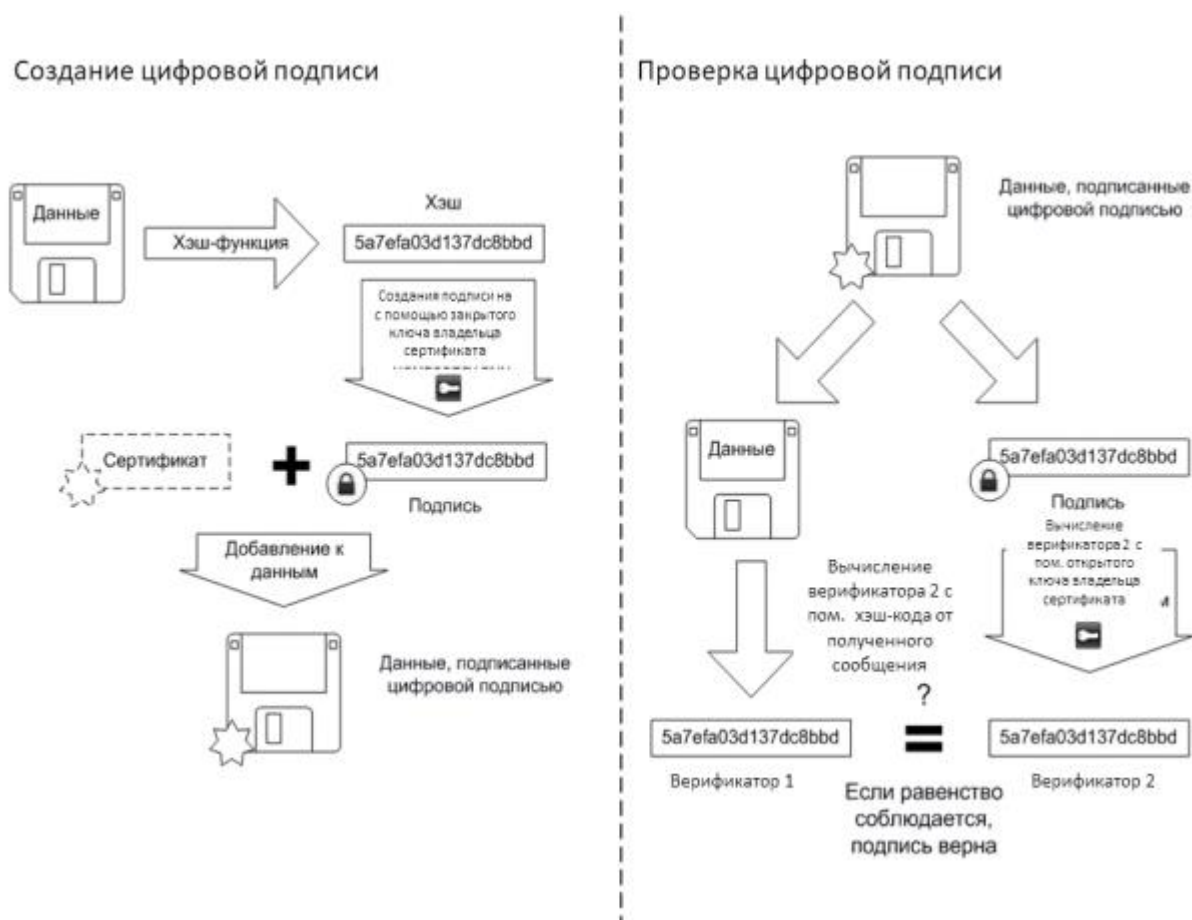 Создание цифровой подписи
Данные
Хэш-функция
Хэш
5a7efa03d137dc8bbd
Создания подписи на
с помощью закрытого
ключа владельца
сертификата
Сертификат
5a7efa03d137dc8bbd
Подпись
Добавление к
данным
Данные, подписанные
цифровой подписью
Проверка цифровой подписи
Данные, подписанные
цифровой подписью
Данные
5a7efa03d137dc8bbd
Подпись
Вычисление
верификатора 2 с
пом. открытого
ключа владельца
сертификата
Вычисление
верификатора 2 с
пом. хэш-кода от
полученного
сообщения
?
5a7efa03d137dc8bbd
=
5a7efa03d137dc8bbd
Верификатор 1
Верификатор 2
Если равенство
соблюдается,
подпись верна